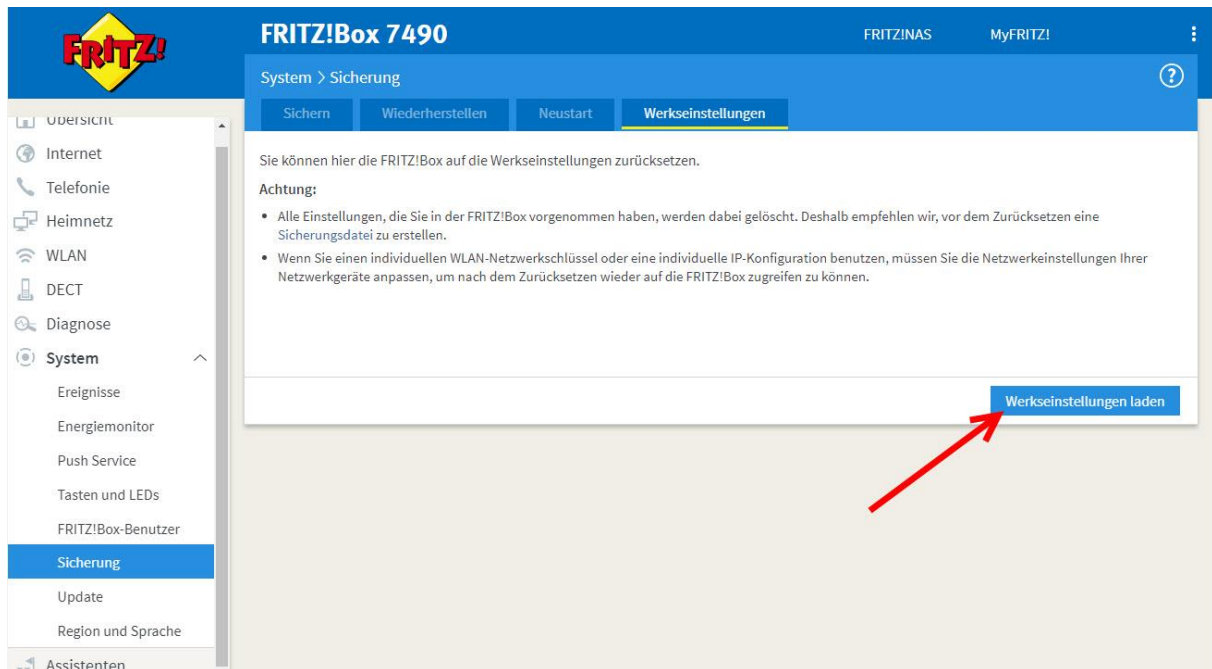 FRITZ!
FRITZ!Box 7490
FRITZ!NAS
MyFRITZ!
System > Sicherung
Sichern
Wiederherstellen
Neustart
Werkseinstellungen
Übersicht
Internet
Telefonie
Heimnetz
WLAN
DECT
Diagnose
System
Ereignisse
Energiemonitor
Push Service
Tasten und LEDs
FRITZ!Box-Benutzer
Sicherung
Update
Region und Sprache
Assistenten
Sie können hier die FRITZ!Box auf die Werkseinstellungen zurücksetzen.
Achtung:
• Alle Einstellungen, die Sie in der FRITZ!Box vorgenommen haben, werden dabei gelöscht. Deshalb empfehlen wir, vor dem Zurücksetzen eine
Sicherungsdatei zu erstellen.
• Wenn Sie einen individuellen WLAN-Netzwerkschlüssel oder eine individuelle IP-Konfiguration benutzen, müssen Sie die Netzwerkeinstellungen Ihrer
Netzwerkgeräte anpassen, um nach dem Zurücksetzen wieder auf die FRITZ!Box zugreifen zu können.
Werkseinstellungen laden